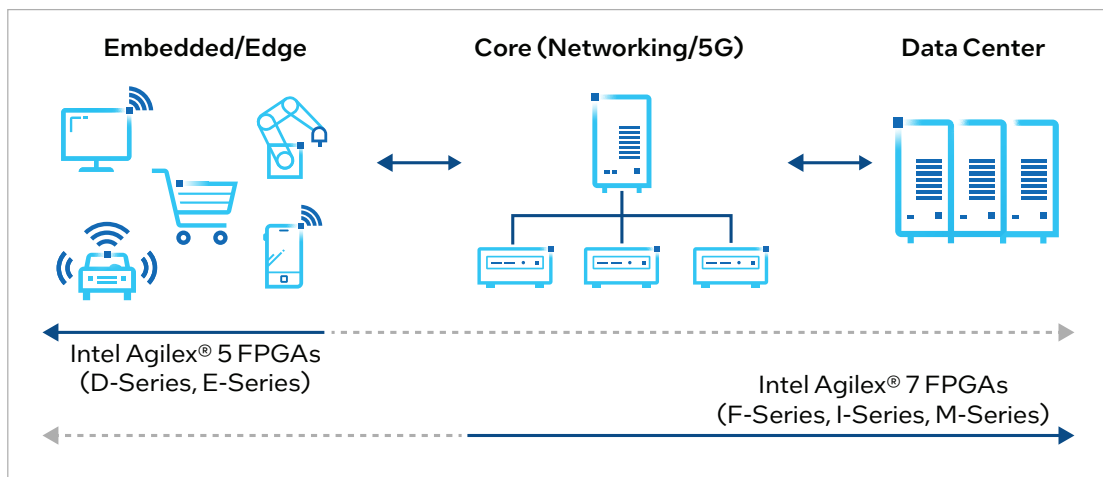 Embedded/Edge
Core (Networking/5G)
Data Center
Intel Agilex® 5 FPGAs
(D-Series, E-Series)
Intel Agilex® 7 FPGAs
(F-Series, I-Series, M-Series)